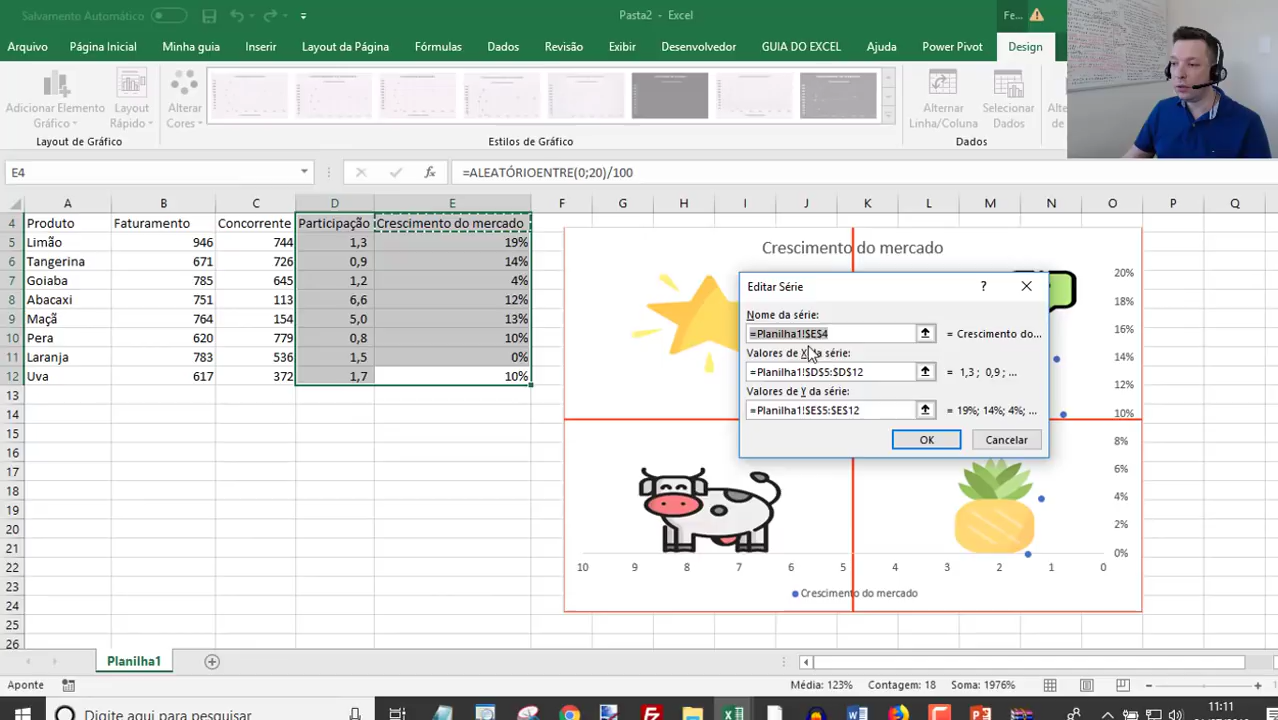 Salvamento Automático
Pasta2 - Excel
Fe...
Arquivo Página Inicial Minha guia Inserir Layout da Página Fórmulas Dados Revisão Exibir Desenvolvedor GUIA DO EXCEL Ajuda Power Pivot Design
Adicionar Elemento Gráfico
Layout Rápido
Alterar Cores
Alternar Linha/Coluna
Selecionar Dados
Layout de Gráfico
Estilos de Gráfico
Dados
E4
fx
=ALEATÓRIOENTRE(0;20)/100
A B C D E F G H I J K L M N O P Q
4 Produto Faturamento Concorrente Participação Crescimento do mercado
5 Limão 946 744 1,3 19%
6 Tangerina 671 726 0,9 14%
7 Goiaba 785 645 1,2 4%
8 Abacaxi 751 113 6,6 12%
9 Maçã 764 154 5,0 13%
10 Pera 620 779 0,8 10%
11 Laranja 783 536 1,5 0%
12 Uva 617 372 1,7 10%
13
14
15
16
17
18
19
20
21
22
23
24
25
26
Crescimento do mercado
20%
18%
16%
14%
12%
10%
8%
6%
4%
2%
0%
10 9 8 7 6 5 4 3 2 1 0
Crescimento do mercado
Editar Série
? 
Nome da série:
=Planilha1!$E$4 = Crescimento do...
Valores de X da série:
=Planilha1!$D$5:$D$12 = 1,3 ; 0,9 ; ...
Valores de Y da série:
=Planilha1!$E$5:$E$12 = 19%; 14%; 4%; ...
OK Cancelar
Planilha1
Aponte
Média: 123% Contagem: 18 Soma: 1976%
Digite aqui para pesquisar
11:11